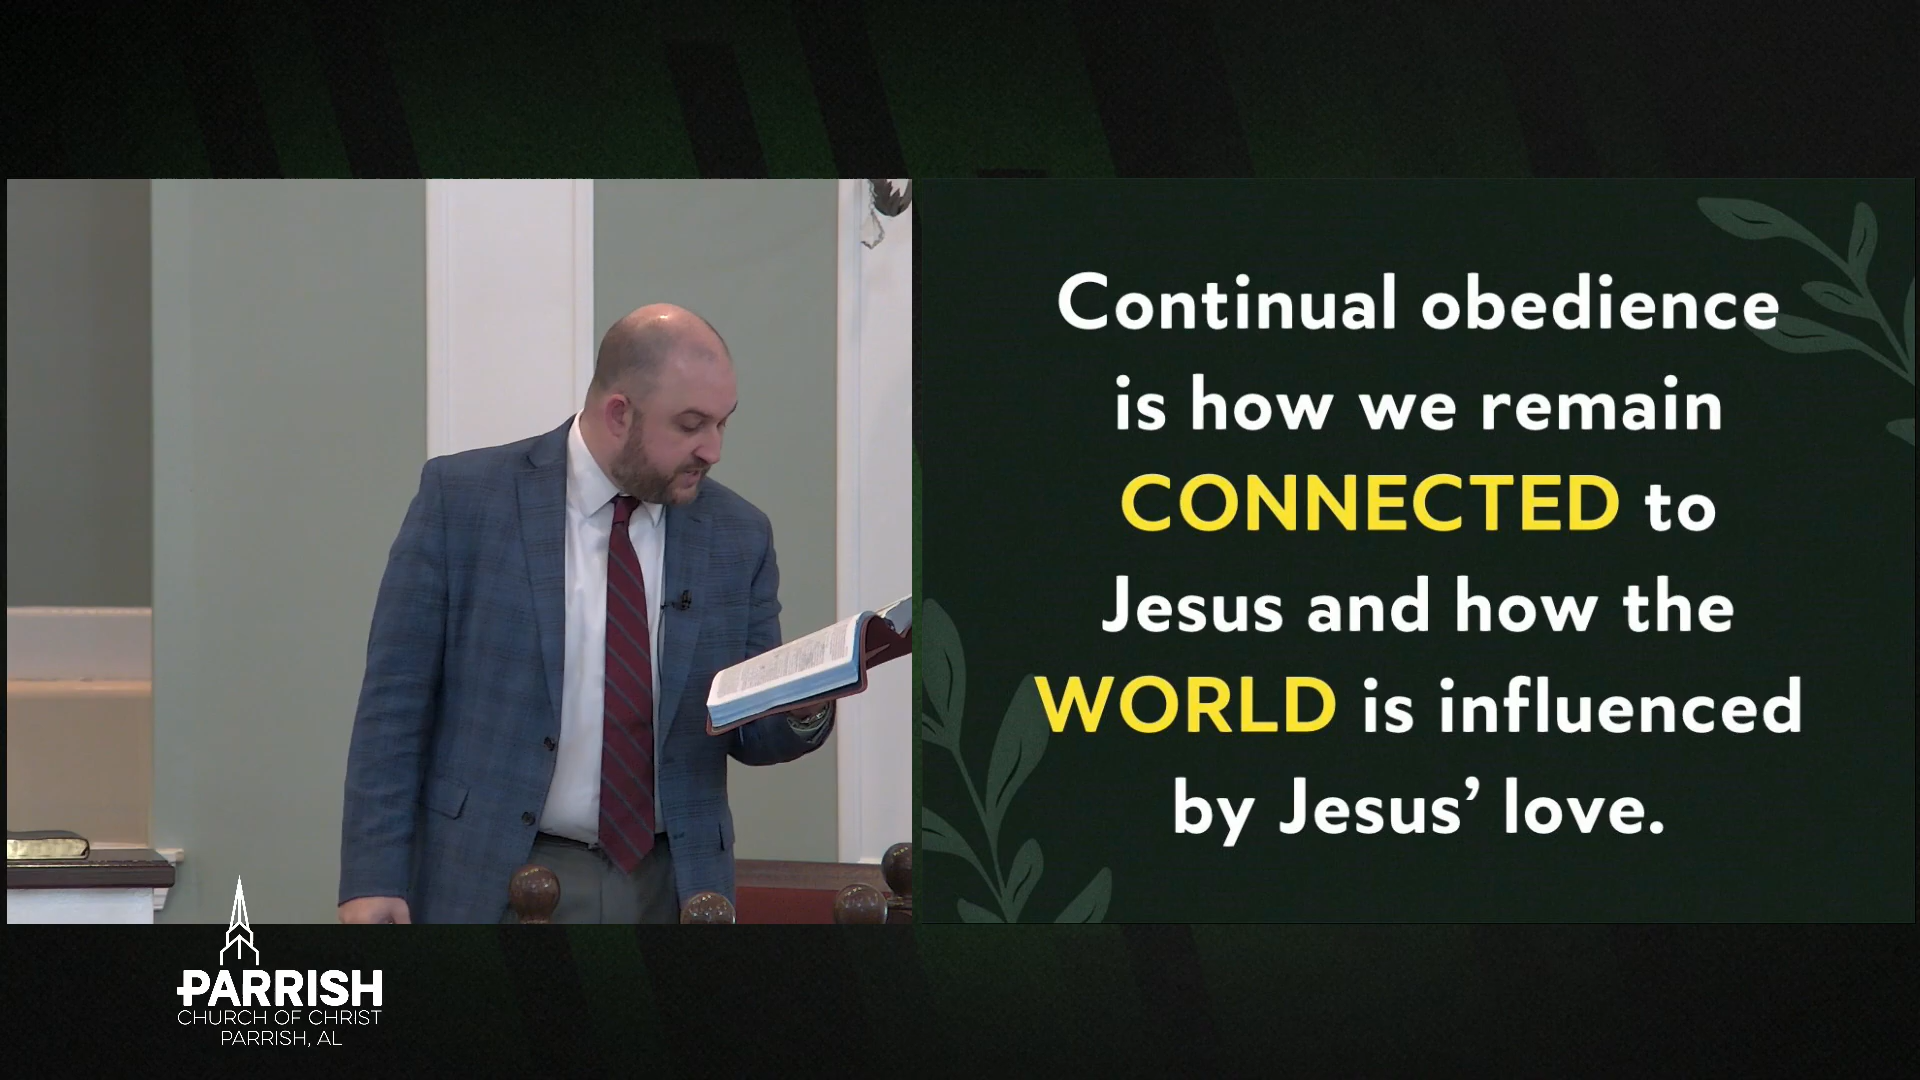 Continual obedience
is how we remain
CONNECTED to
Jesus and how the
WORLD is influenced
by Jesus’ love.
PARRISH
CHURCH OF CHRIST
PARRISH, AL